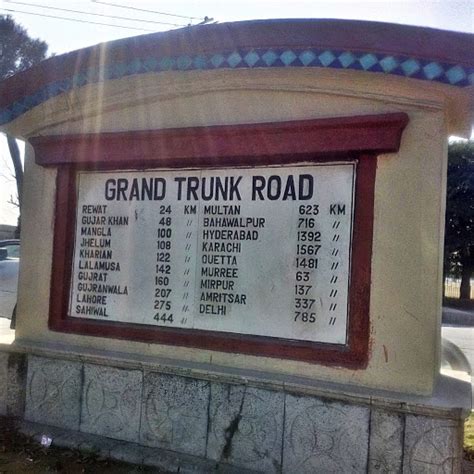 GRAND TRUNK ROAD
REWAT 24 KM
GUJAR KHAN 48 //
MANGLA 100 //
JHELUM 108 //
KHARIAN 122 //
LALAMUSA 142 //
GUJRAT 160 //
GUJRANWALA 207 //
LAHORE 275 //
SAHIWAL 444 //
MULTAN 623 KM
BAHAWALPUR 716 //
HYDERABAD 1392 //
KARACHI 1567 //
QUETTA 1481 //
MURREE 63 //
MIRPUR 137 //
AMRITSAR 337 //
DELHI 785 //